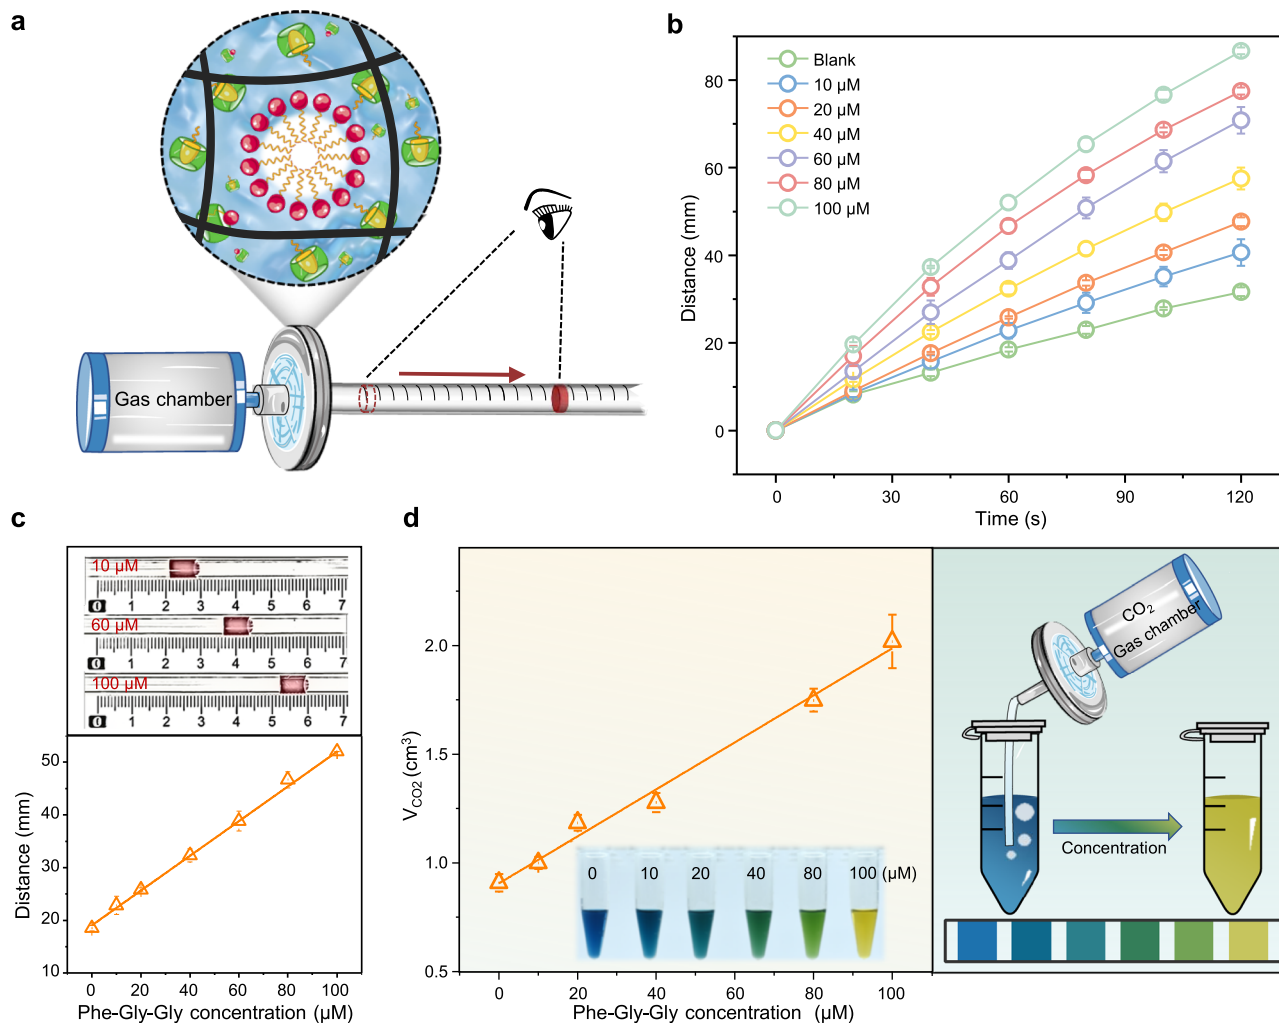 a
Gas chamber
b
Blank
10 µM
20 µM
40 µM
60 µM
80 µM
100 µM
Distance (mm)
80
60
40
20
0
0 30 60 90 120
Time (s)
c
10 µM
0 1 2 3 4 5 6 7
60 µM
0 1 2 3 4 5 6 7
100 µM
0 1 2 3 4 5 6 7
Distance (mm)
50
40
30
20
10
0 20 40 60 80 100
Phe-Gly-Gly concentration (µM)
d
V_CO2 (cm³)
2.0
1.5
1.0
0.5
0 10 20 40 80 100 (µM)
0 20 40 60 80 100
Phe-Gly-Gly concentration (µM)
CO₂
Gas chamber
Concentration